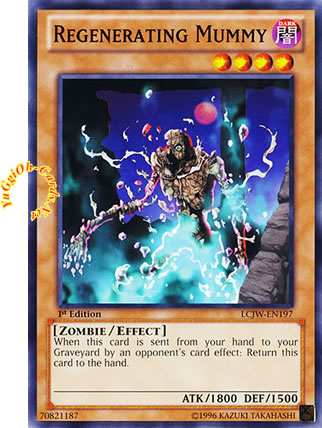 REGENERATING MUMMY
DARK
闇
YuGiOh-Cards.Net
1st Edition
LCJW-EN197
[ZOMBIE/EFFECT]
When this card is sent from your hand to your
Graveyard by an opponent's card effect: Return
this card to the hand.
ATK/1800 DEF/1500
70821187
©1996 KAZUKI TAKAHASHI